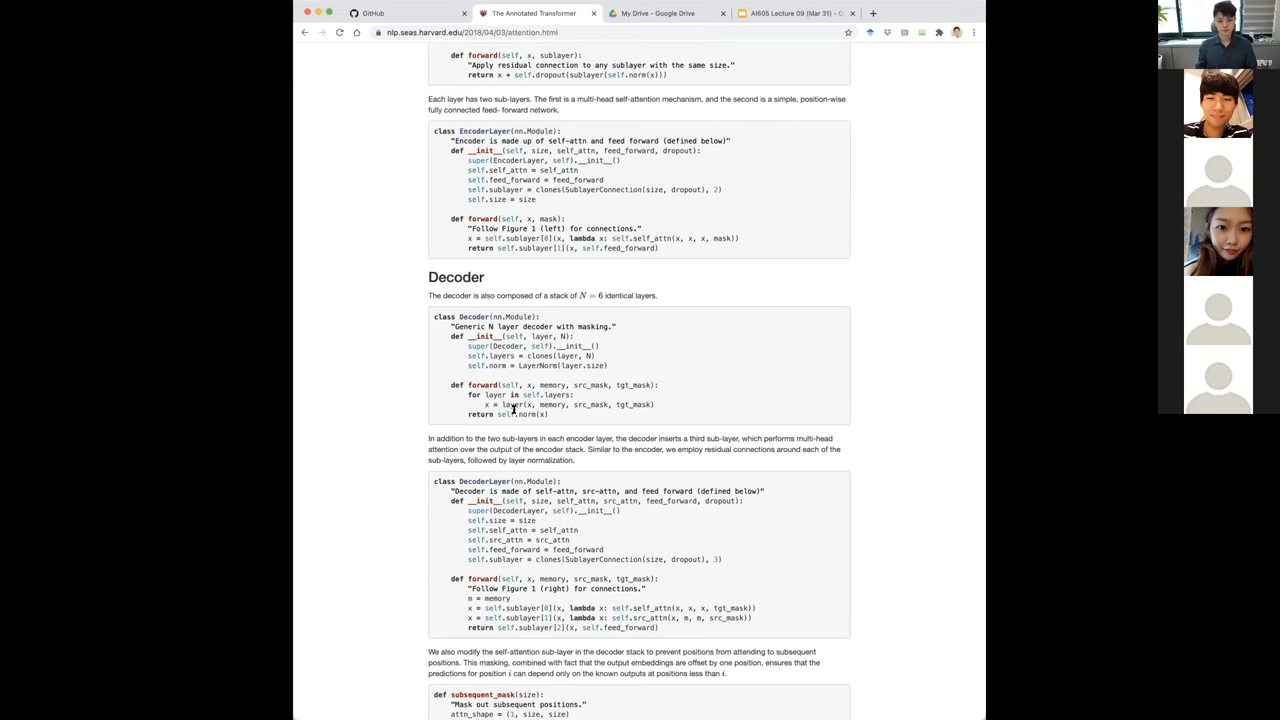 GitHub
The Annotated Transformer
My Drive - Google Drive
AI605 Lecture 09 (Mar 31) - G
nlp.seas.harvard.edu/2018/04/03/attention.html
def forward(self, x, sublayer):
"Apply residual connection to any sublayer with the same size."
return x + self.dropout(sublayer(self.norm(x)))
Each layer has two sub-layers. The first is a multi-head self-attention mechanism, and the second is a simple, position-wise
fully connected feed- forward network.
class EncoderLayer(nn.Module):
"Encoder is made up of self-attn and feed forward (defined below)"
def __init__(self, size, self_attn, feed_forward, dropout):
super(EncoderLayer, self).__init__()
self.self_attn = self_attn
self.feed_forward = feed_forward
self.sublayer = clones(SublayerConnection(size, dropout), 2)
self.size = size
def forward(self, x, mask):
"Follow Figure 1 (left) for connections."
x = self.sublayer[0](x, lambda x: self.self_attn(x, x, x, mask))
return self.sublayer[1](x, self.feed_forward)
Decoder
The decoder is also composed of a stack of N = 6 identical layers.
class Decoder(nn.Module):
"Generic N layer decoder with masking."
def __init__(self, layer, N):
super(Decoder, self).__init__()
self.layers = clones(layer, N)
self.norm = LayerNorm(layer.size)
def forward(self, x, memory, src_mask, tgt_mask):
for layer in self.layers:
x = layer(x, memory, src_mask, tgt_mask)
return self.norm(x)
In addition to the two sub-layers in each encoder layer, the decoder inserts a third sub-layer, which performs multi-head
attention over the output of the encoder stack. Similar to the encoder, we employ residual connections around each of the
sub-layers, followed by layer normalization.
class DecoderLayer(nn.Module):
"Decoder is made of self-attn, src-attn, and feed forward (defined below)"
def __init__(self, size, self_attn, src_attn, feed_forward, dropout):
super(DecoderLayer, self).__init__()
self.size = size
self.self_attn = self_attn
self.src_attn = src_attn
self.feed_forward = feed_forward
self.sublayer = clones(SublayerConnection(size, dropout), 3)
def forward(self, x, memory, src_mask, tgt_mask):
"Follow Figure 1 (right) for connections."
m = memory
x = self.sublayer[0](x, lambda x: self.self_attn(x, x, x, tgt_mask))
x = self.sublayer[1](x, lambda x: self.src_attn(x, m, m, src_mask))
return self.sublayer[2](x, self.feed_forward)
We also modify the self-attention sub-layer in the decoder stack to prevent positions from attending to subsequent
positions. This masking, combined with fact that the output embeddings are offset by one position, ensures that the
predictions for position i can depend only on the known outputs at positions less than i.
def subsequent_mask(size):
"Mask out subsequent positions."
attn_shape = (1, size, size)